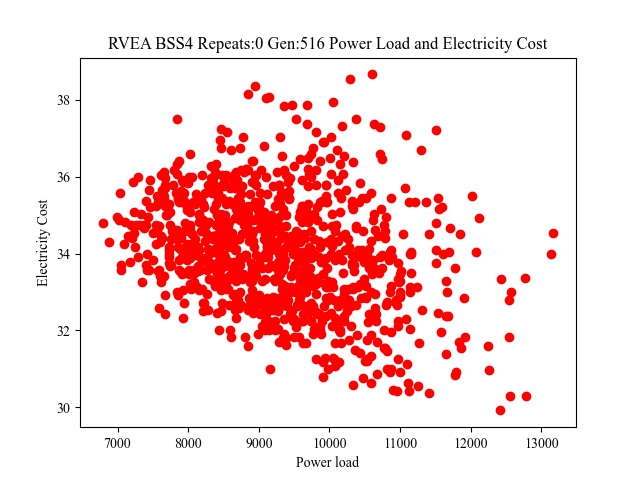 RVEA BSS4 Repeats:0 Gen:516 Power Load and Electricity Cost
Electricity Cost
38
36
34
32
30
7000 8000 9000 10000 11000 12000 13000
Power load